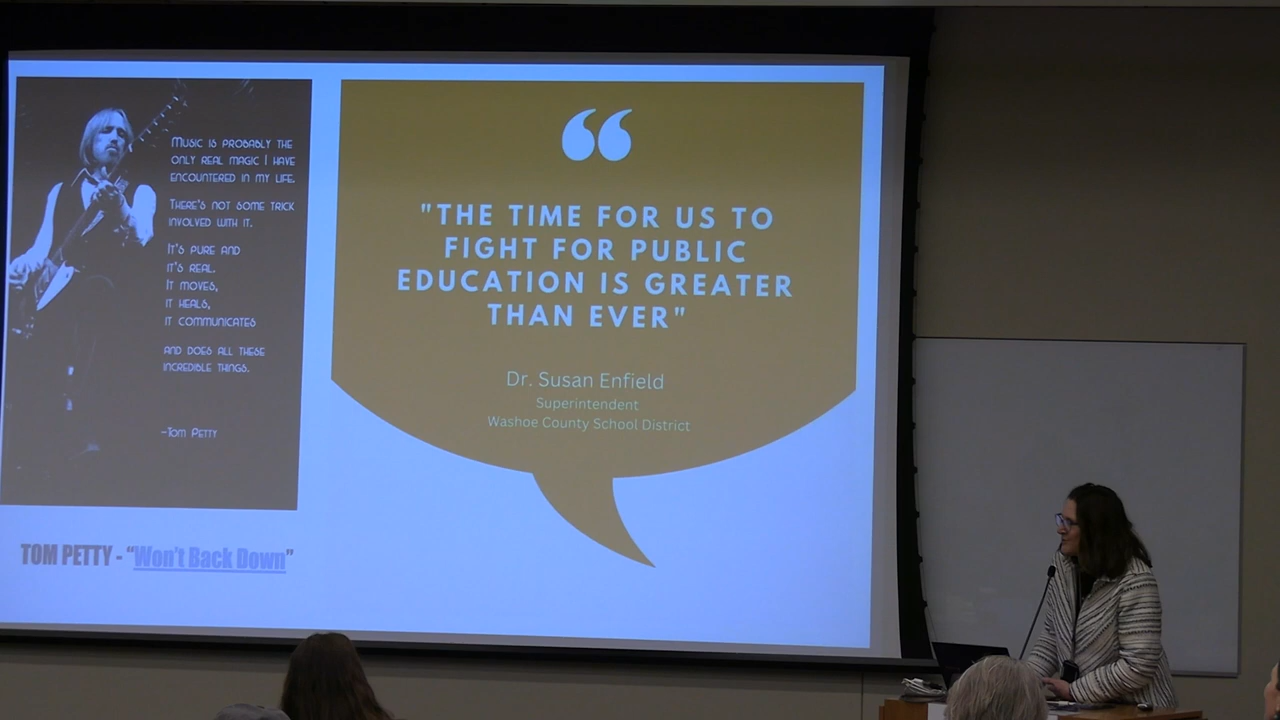 MUSIC IS PROBABLY THE
ONLY REAL MAGIC I HAVE
ENCOUNTERED IN MY LIFE.
THERE'S NOT SOME TRICK
INVOLVED WITH IT.
IT'S PURE AND
IT'S REAL.
IT MOVES,
IT HEALS,
IT COMMUNICATES
AND DOES ALL THESE
INCREDIBLE THINGS.
-TOM PETTY
TOM PETTY - “Won't Back Down”
“
"THE TIME FOR US TO
FIGHT FOR PUBLIC
EDUCATION IS GREATER
THAN EVER"
Dr. Susan Enfield
Superintendent
Washoe County School District